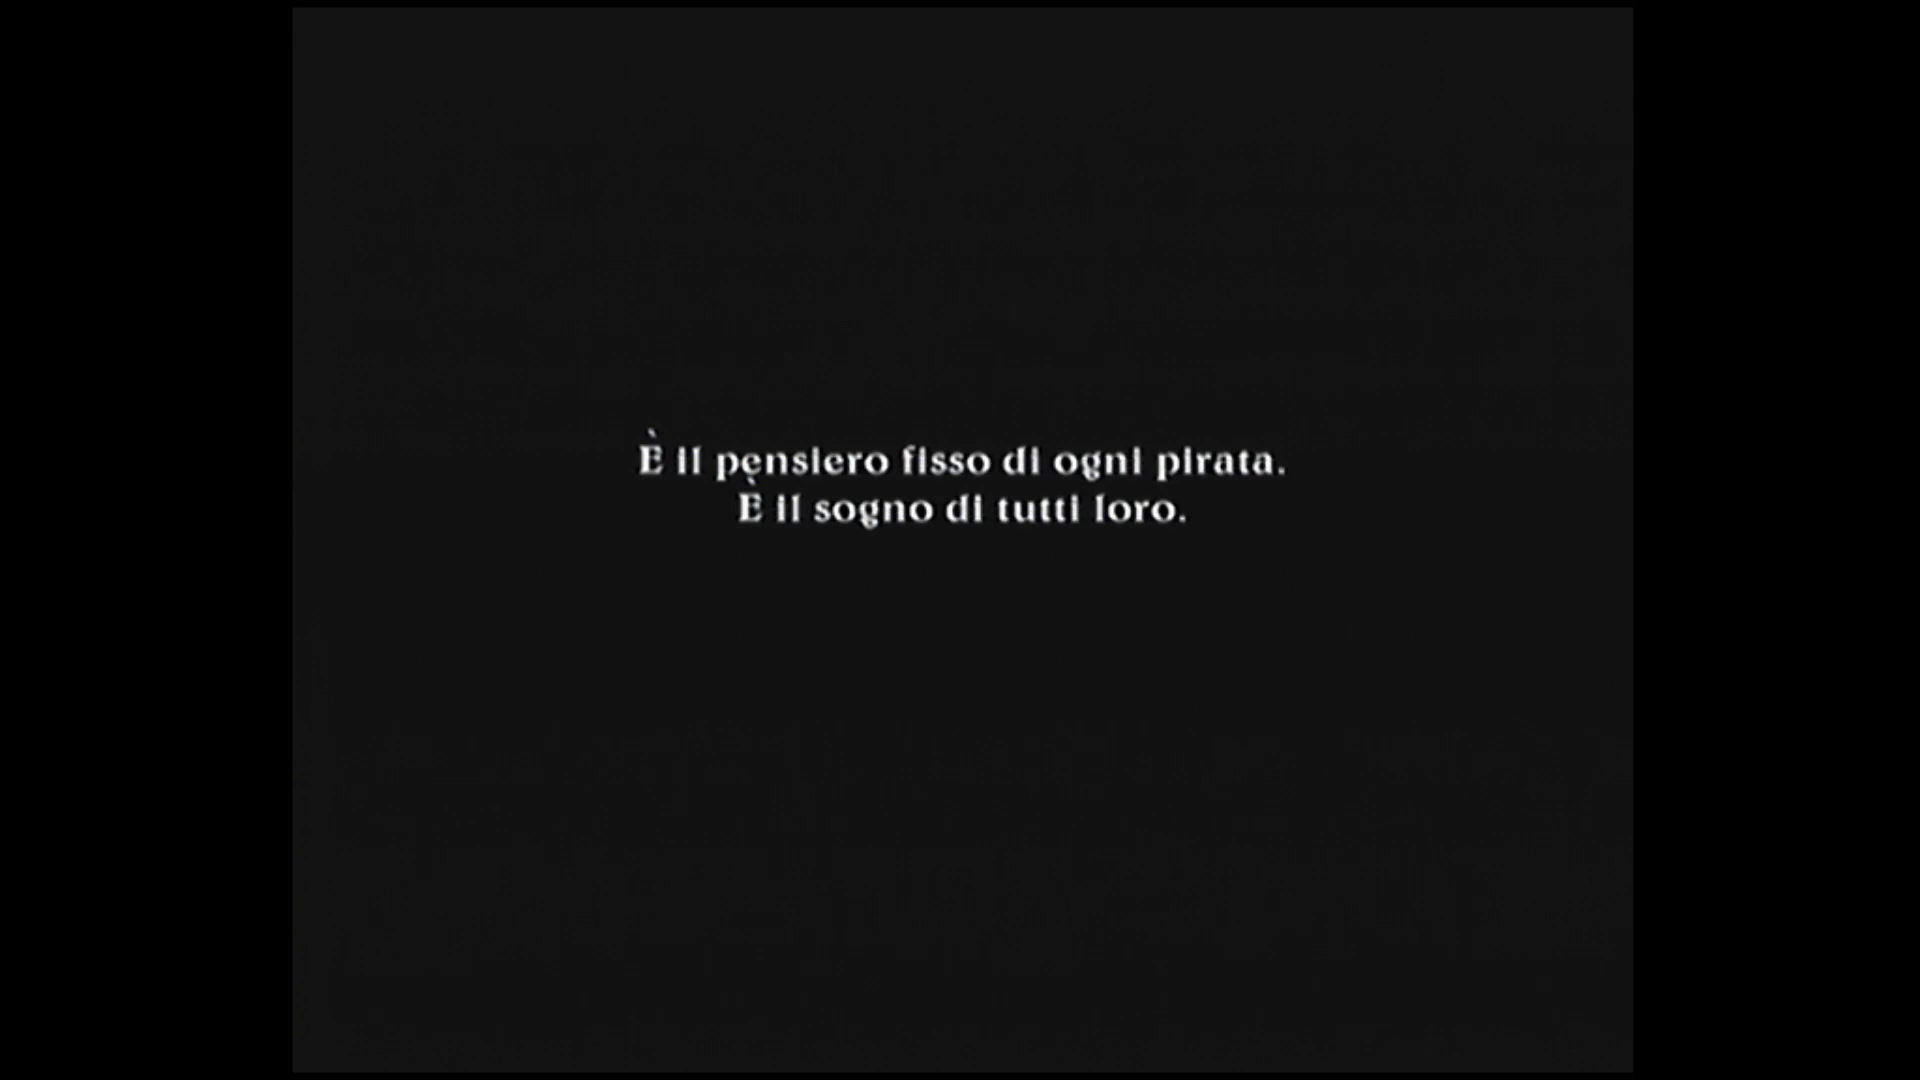 È il pensiero fisso di ogni pirata.
È il sogno di tutti loro.